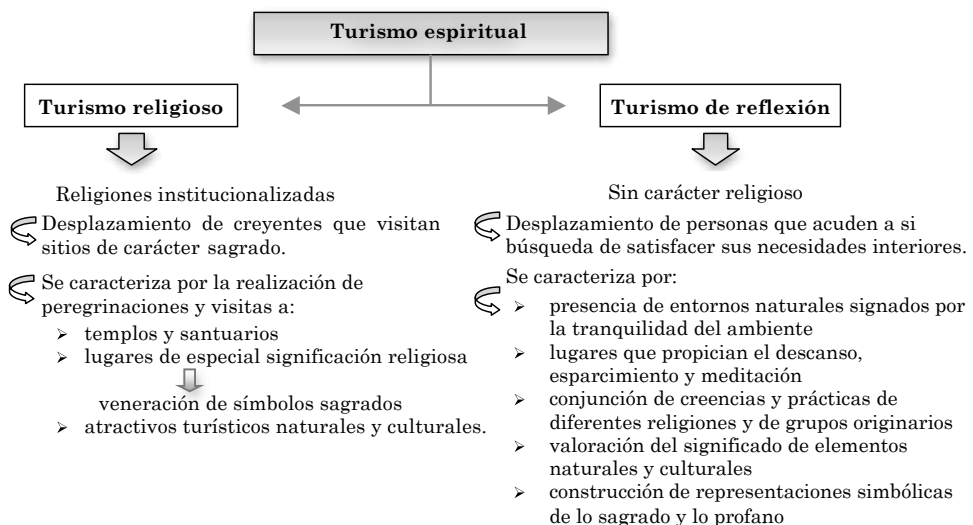 Turismo espiritual
Turismo religioso
Religiones institucionalizadas
Desplazamiento de creyentes que visitan
sitios de carácter sagrado.
Se caracteriza por la realización de
peregrinaciones y visitas a:
➢ templos y santuarios
➢ lugares de especial significación religiosa
veneración de símbolos sagrados
➢ atractivos turísticos naturales y culturales.
Turismo de reflexión
Sin carácter religioso
Desplazamiento de personas que acuden a si
búsqueda de satisfacer sus necesidades interiores.
Se caracteriza por:
➢ presencia de entornos naturales signados por
la tranquilidad del ambiente
➢ lugares que propician el descanso,
esparcimiento y meditación
➢ conjunción de creencias y prácticas de
diferentes religiones y de grupos originarios
➢ valoración del significado de elementos
naturales y culturales
➢ construcción de representaciones simbólicas
de lo sagrado y lo profano